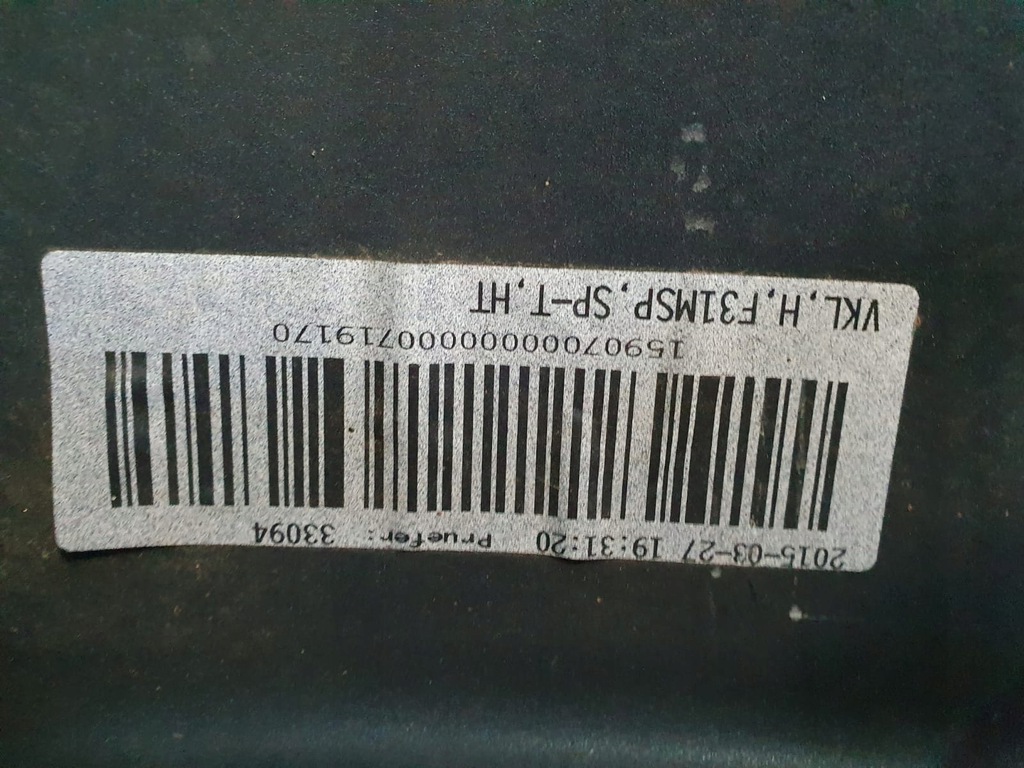 2015-03-27 19:31:20 Pruefer: 33094
15907000000000719170
VKL,H,F31MSP,SP-T,HT